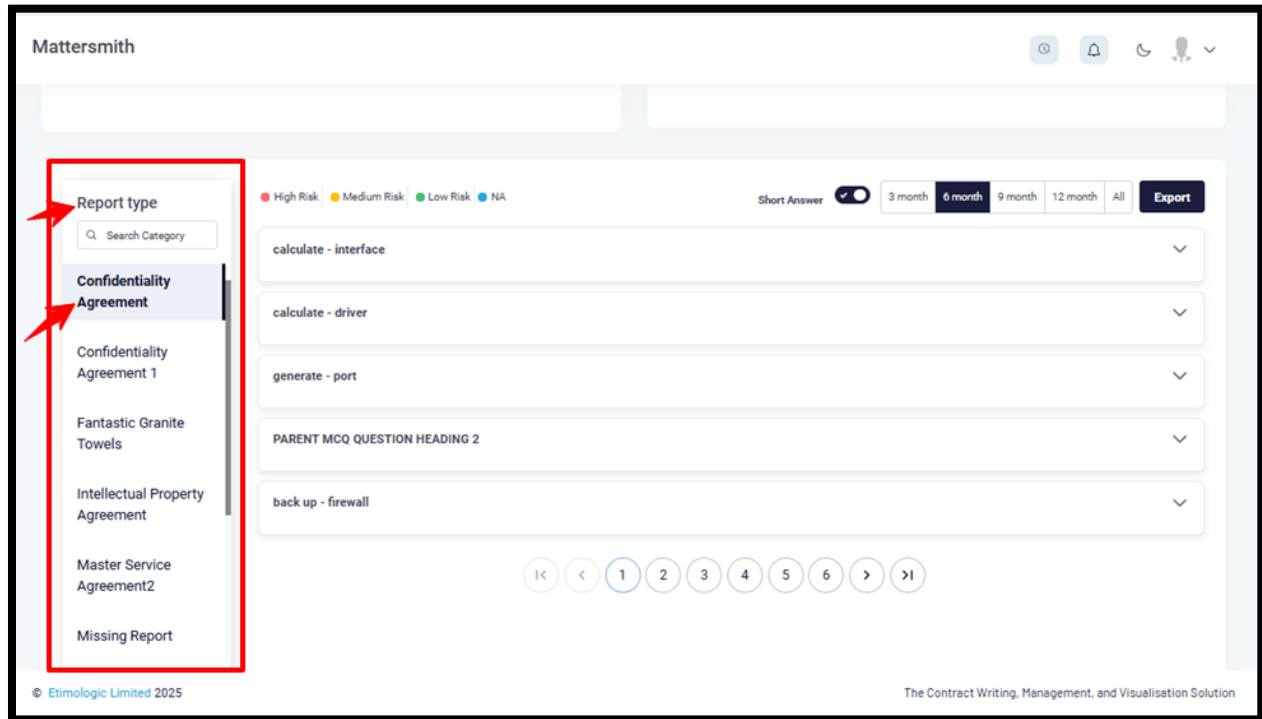 Mattersmith
Report type
Search Category
Confidentiality
Agreement
Confidentiality
Agreement 1
Fantastic Granite
Towels
Intellectual Property
Agreement
Master Service
Agreement2
Missing Report
High Risk Medium Risk Low Risk NA
Short Answer 3 month 6 month 9 month 12 month All Export
calculate - interface
calculate - driver
generate - port
PARENT MCQ QUESTION HEADING 2
back up - firewall
1 2 3 4 5 6
© Etimologic Limited 2025
The Contract Writing, Management, and Visualisation Solution